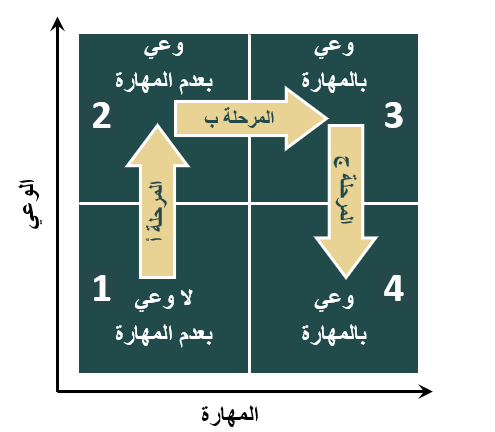 وعي
بعدم المهارة
2
وعي
بالمهارة
3
المرحلة ب
المرحلة أ
المرحلة ج
1
لا وعي
بعدم المهارة
4
وعي
بالمهارة
الوعي
المهارة